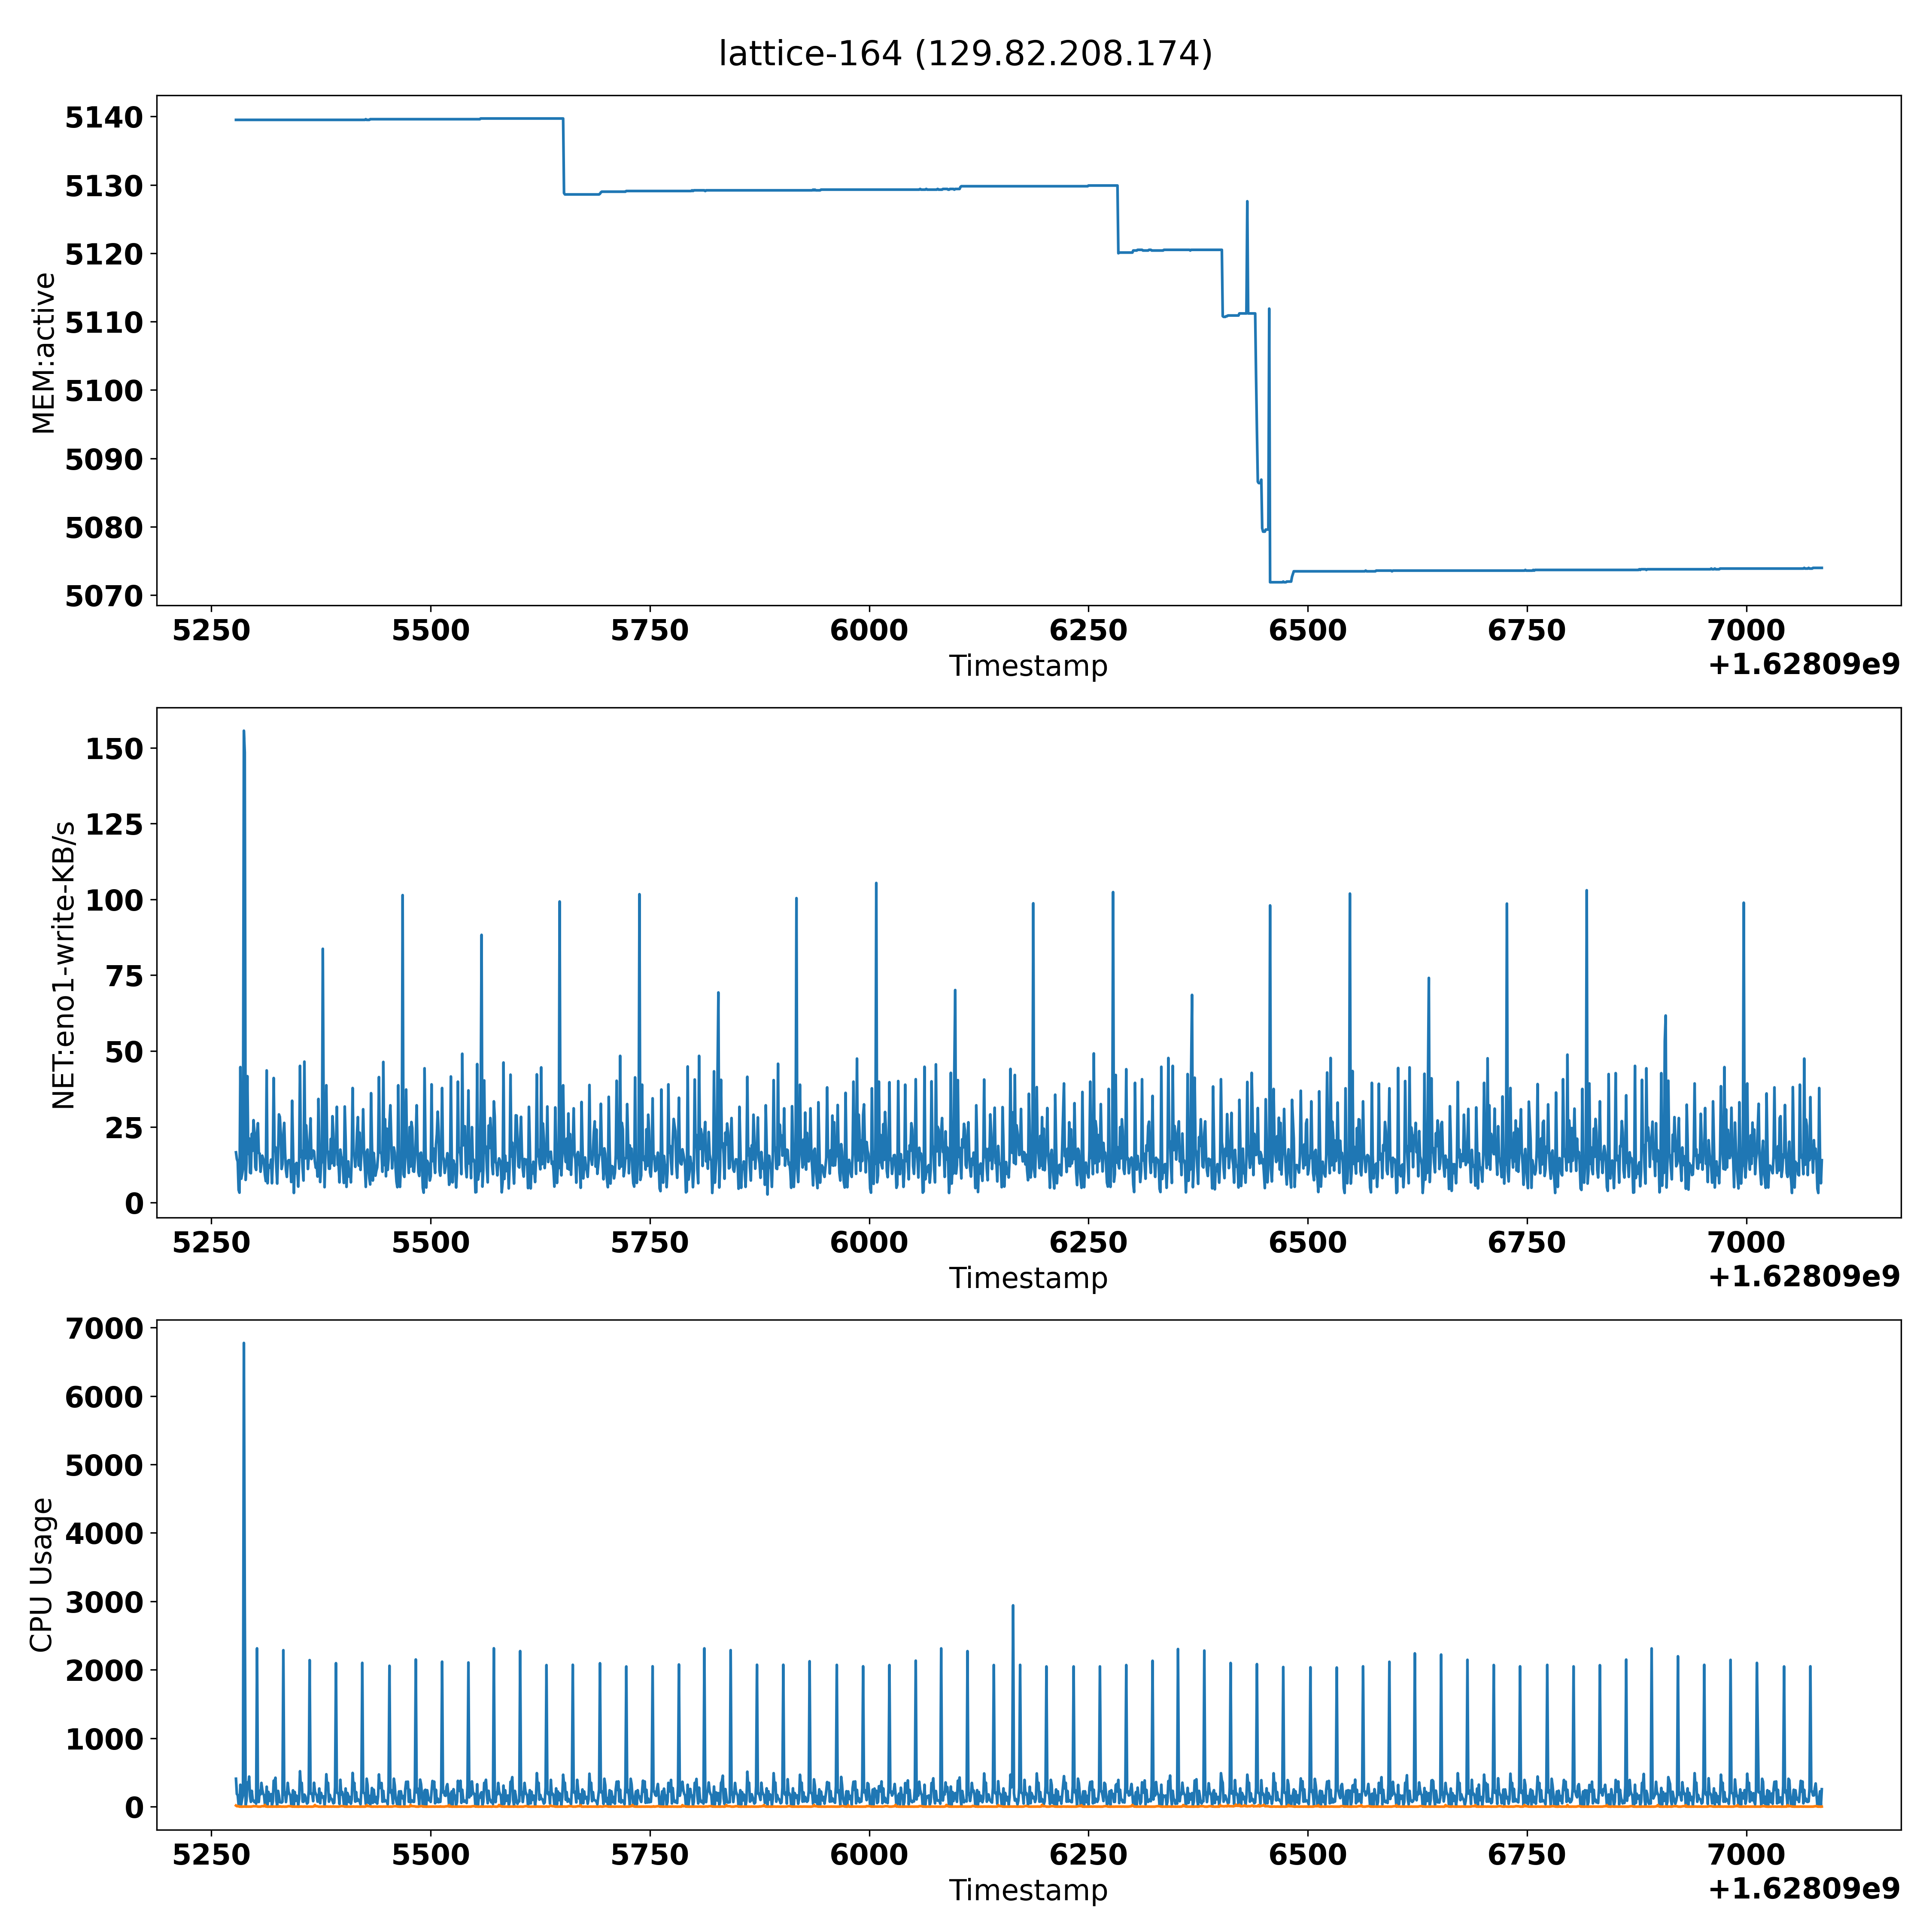 lattice-164 (129.82.208.174)
MEM:active
5140
5130
5120
5110
5100
5090
5080
5070
5250 5500 5750 6000 6250 6500 6750 7000
Timestamp
+1.62809e9
NET:eno1-write-KB/s
150
125
100
75
50
25
0
5250 5500 5750 6000 6250 6500 6750 7000
Timestamp
+1.62809e9
CPU Usage
7000
6000
5000
4000
3000
2000
1000
0
5250 5500 5750 6000 6250 6500 6750 7000
Timestamp
+1.62809e9